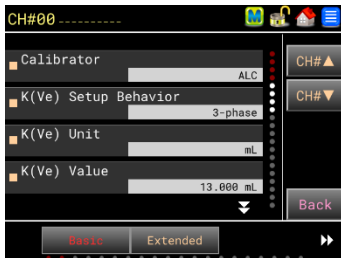 CH#00----------
M
Calibrator
ALC
CH#▲
K(Ve) Setup Behavior
3-phase
CH#▼
K(Ve) Unit
mL
K(Ve) Value
13.000 mL
Back
Basic
Extended